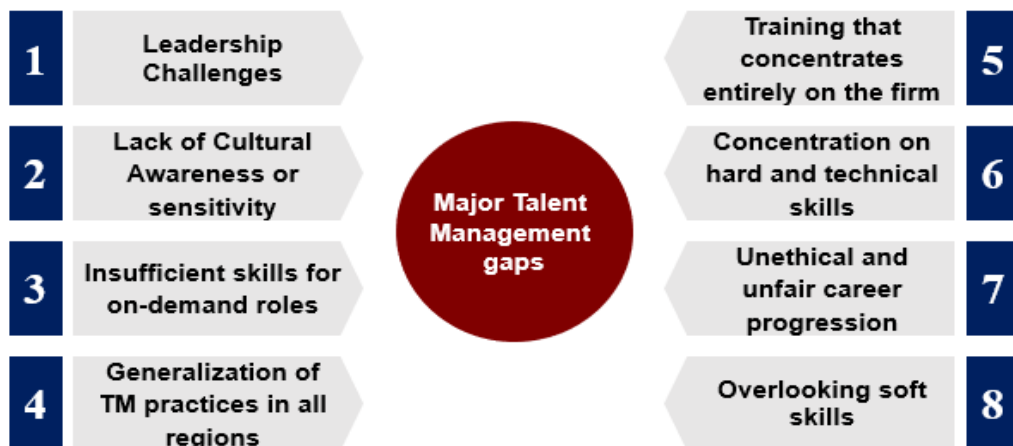 1
Leadership
Challenges
2
Lack of Cultural
Awareness or
sensitivity
3
Insufficient skills for
on-demand roles
4
Generalization of
TM practices in all
regions
Major Talent
Management
gaps
Training that
concentrates
entirely on the firm
5
Concentration on
hard and technical
skills
6
Unethical and
unfair career
progression
7
Overlooking soft
skills
8